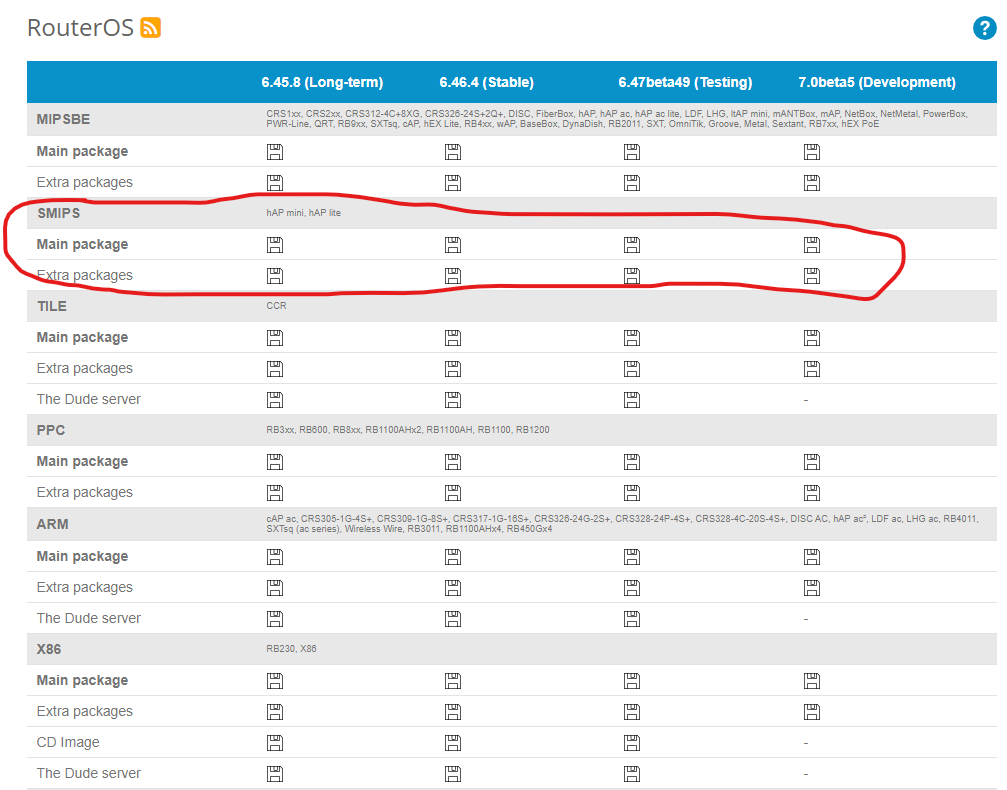 RouterOS
?
6.45.8 (Long-term) 6.46.4 (Stable) 6.47beta49 (Testing) 7.0beta5 (Development)
MIPSBE CRS1xx, CRS2xx, CRS312-4C+8XG, CRS326-24S+2Q+, DISC, FiberBox, hAP, hAP ac, hAP ac lite, LDF, LHG, ltAP mini, mANTBox, mAP, NetBox, NetMetal, PowerBox,
PWR-Line, QRT, RB9xx, SXTsq, cAP, hEX Lite, RB4xx, wAP, BaseBox, DynaDish, RB2011, SXT, OmniTik, Groove, Metal, Sextant, RB7xx, hEX PoE
Main package
Extra packages
SMIPS hAP mini, hAP lite
Main package
Extra packages
TILE CCR
Main package
Extra packages
The Dude server -
PPC RB3xx, RB600, RB8xx, RB1100AHx2, RB1100AH, RB1100, RB1200
Main package
Extra packages
ARM cAP ac, CRS305-1G-4S+, CRS309-1G-8S+, CRS317-1G-16S+, CRS326-24G-2S+, CRS328-24P-4S+, CRS328-4C-20S-4S+, DISC AC, hAP ac², LDF ac, LHG ac, RB4011,
SXTsq (ac series), Wireless Wire, RB3011, RB1100AHx4, RB450Gx4
Main package
Extra packages
The Dude server -
X86 RB230, X86
Main package
Extra packages
CD Image -
The Dude server -